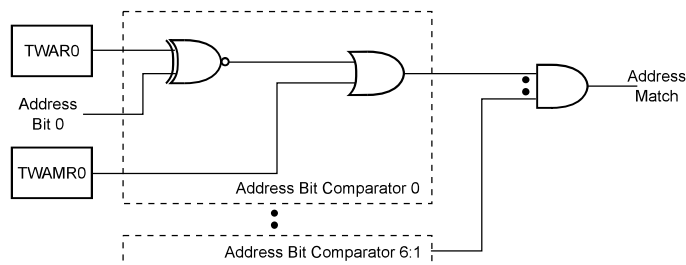 TWAR0
Address
Bit 0
TWAMR0
Address Bit Comparator 0
Address
Match
Address Bit Comparator 6:1